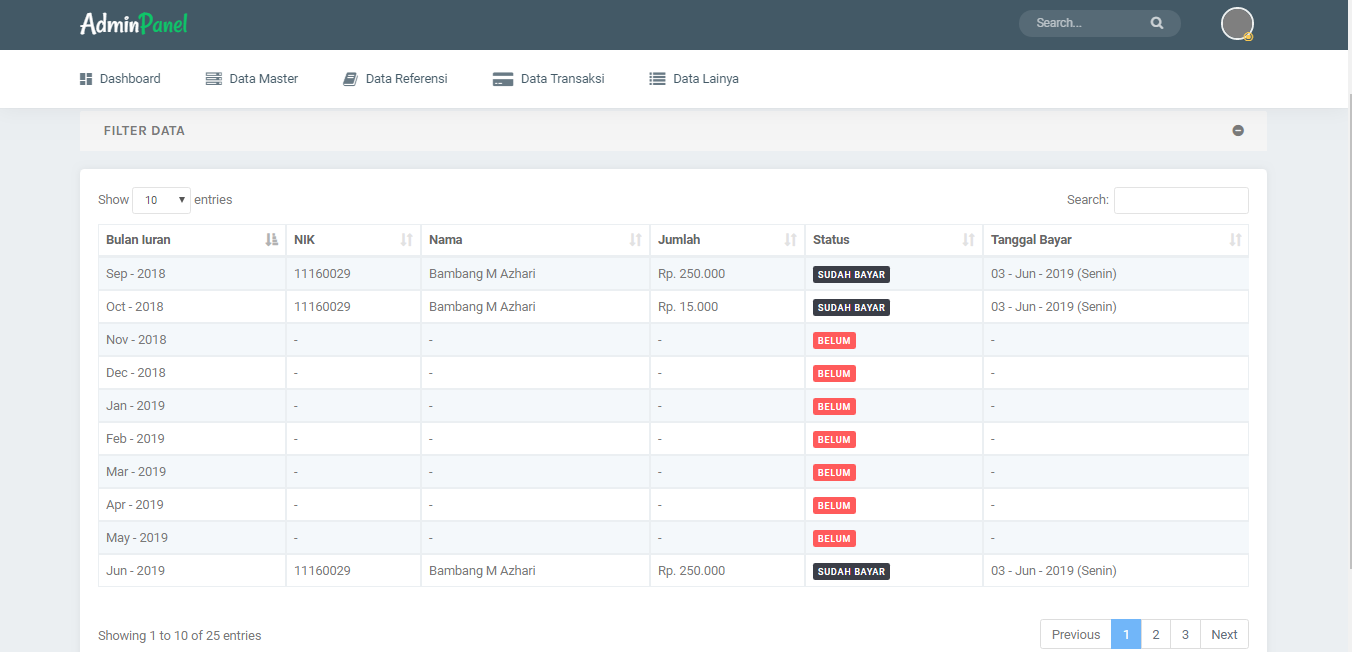 AdminPanel Search...
Dashboard Data Master Data Referensi Data Transaksi Data Lainya
FILTER DATA
Show 10 entries Search:
Bulan Iuran NIK Nama Jumlah Status Tanggal Bayar
Sep - 2018 11160029 Bambang M Azhari Rp. 250.000 SUDAH BAYAR 03 - Jun - 2019 (Senin)
Oct - 2018 11160029 Bambang M Azhari Rp. 15.000 SUDAH BAYAR 03 - Jun - 2019 (Senin)
Nov - 2018 - - - BELUM -
Dec - 2018 - - - BELUM -
Jan - 2019 - - - BELUM -
Feb - 2019 - - - BELUM -
Mar - 2019 - - - BELUM -
Apr - 2019 - - - BELUM -
May - 2019 - - - BELUM -
Jun - 2019 11160029 Bambang M Azhari Rp. 250.000 SUDAH BAYAR 03 - Jun - 2019 (Senin)
Showing 1 to 10 of 25 entries Previous 1 2 3 Next